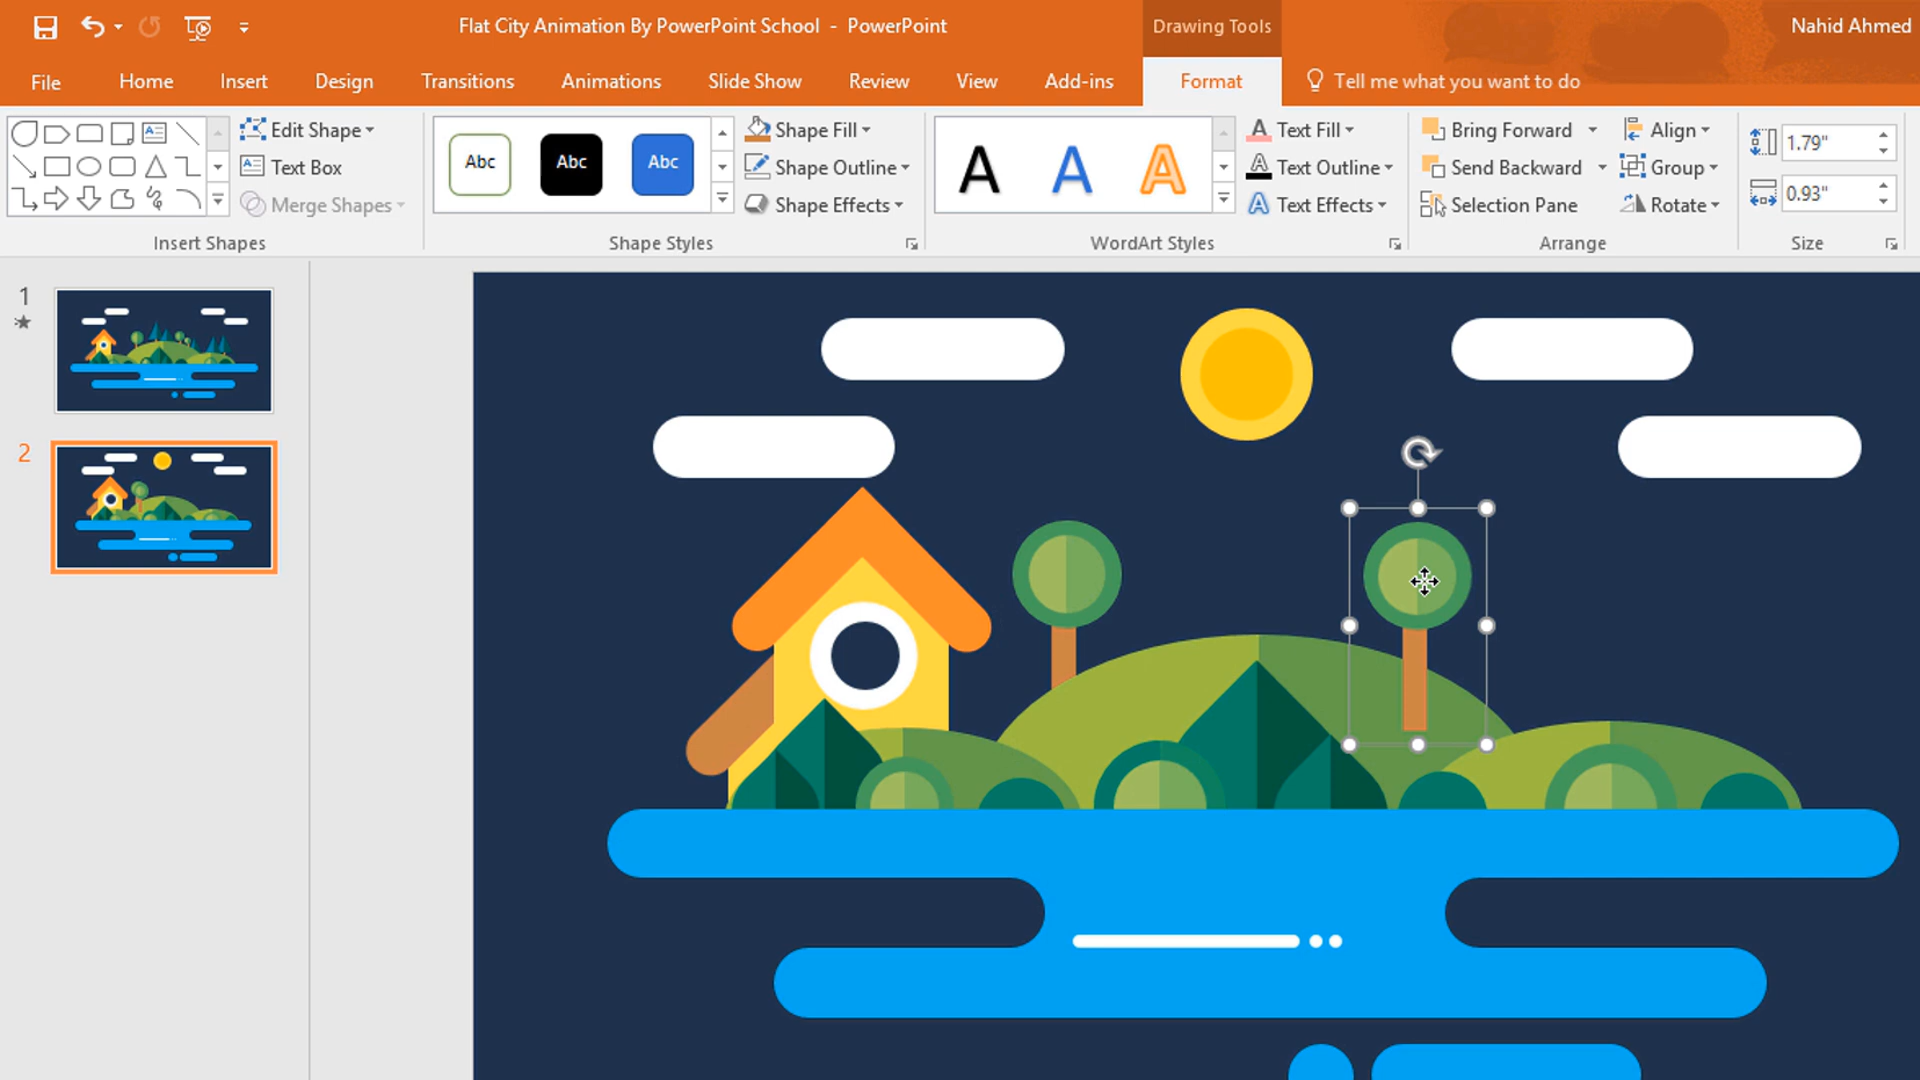 Flat City Animation By PowerPoint School - PowerPoint
Drawing Tools
Nahid Ahmed
File Home Insert Design Transitions Animations Slide Show Review View Add-ins Format Tell me what you want to do
Edit Shape
Text Box
Merge Shapes
Insert Shapes
Abc Abc Abc
Shape Fill
Shape Outline
Shape Effects
Shape Styles
A A A
Text Fill
Text Outline
Text Effects
WordArt Styles
Bring Forward
Send Backward
Selection Pane
Align
Group
Rotate
Arrange
1.79"
0.93"
Size
1
2